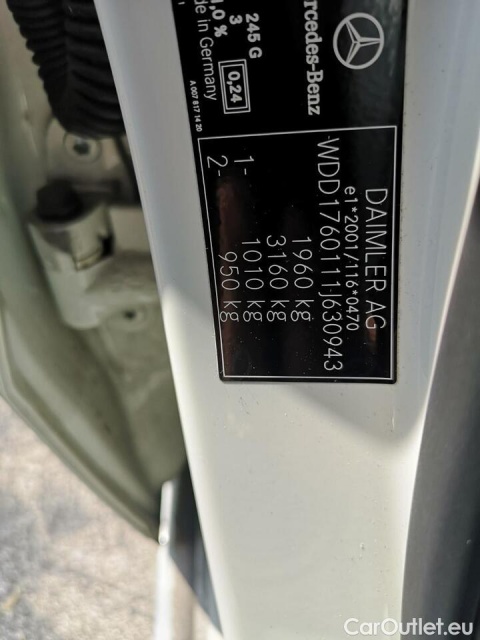 Mercedes-Benz
DAIMLER AG
e1*2001/116*0470
WDD1760111J630943
1960 kg
3160 kg
1- 1010 kg
2- 950 kg
245 G
3
,0 %
0,24
de in Germany
A 007 817 14 20
CarOutlet.eu